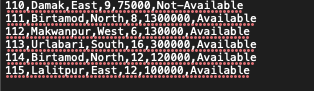 110,Damak,East,9,75000,Not-Available
111,Birtamod,North,8,1300000,Available
112,Makwanpur,West,6,130000,Available
113,Urlabari,South,16,300000,Available
114,Birtamod,North,12,120000,Available
115,Lalitpur,East,12,100000,Available